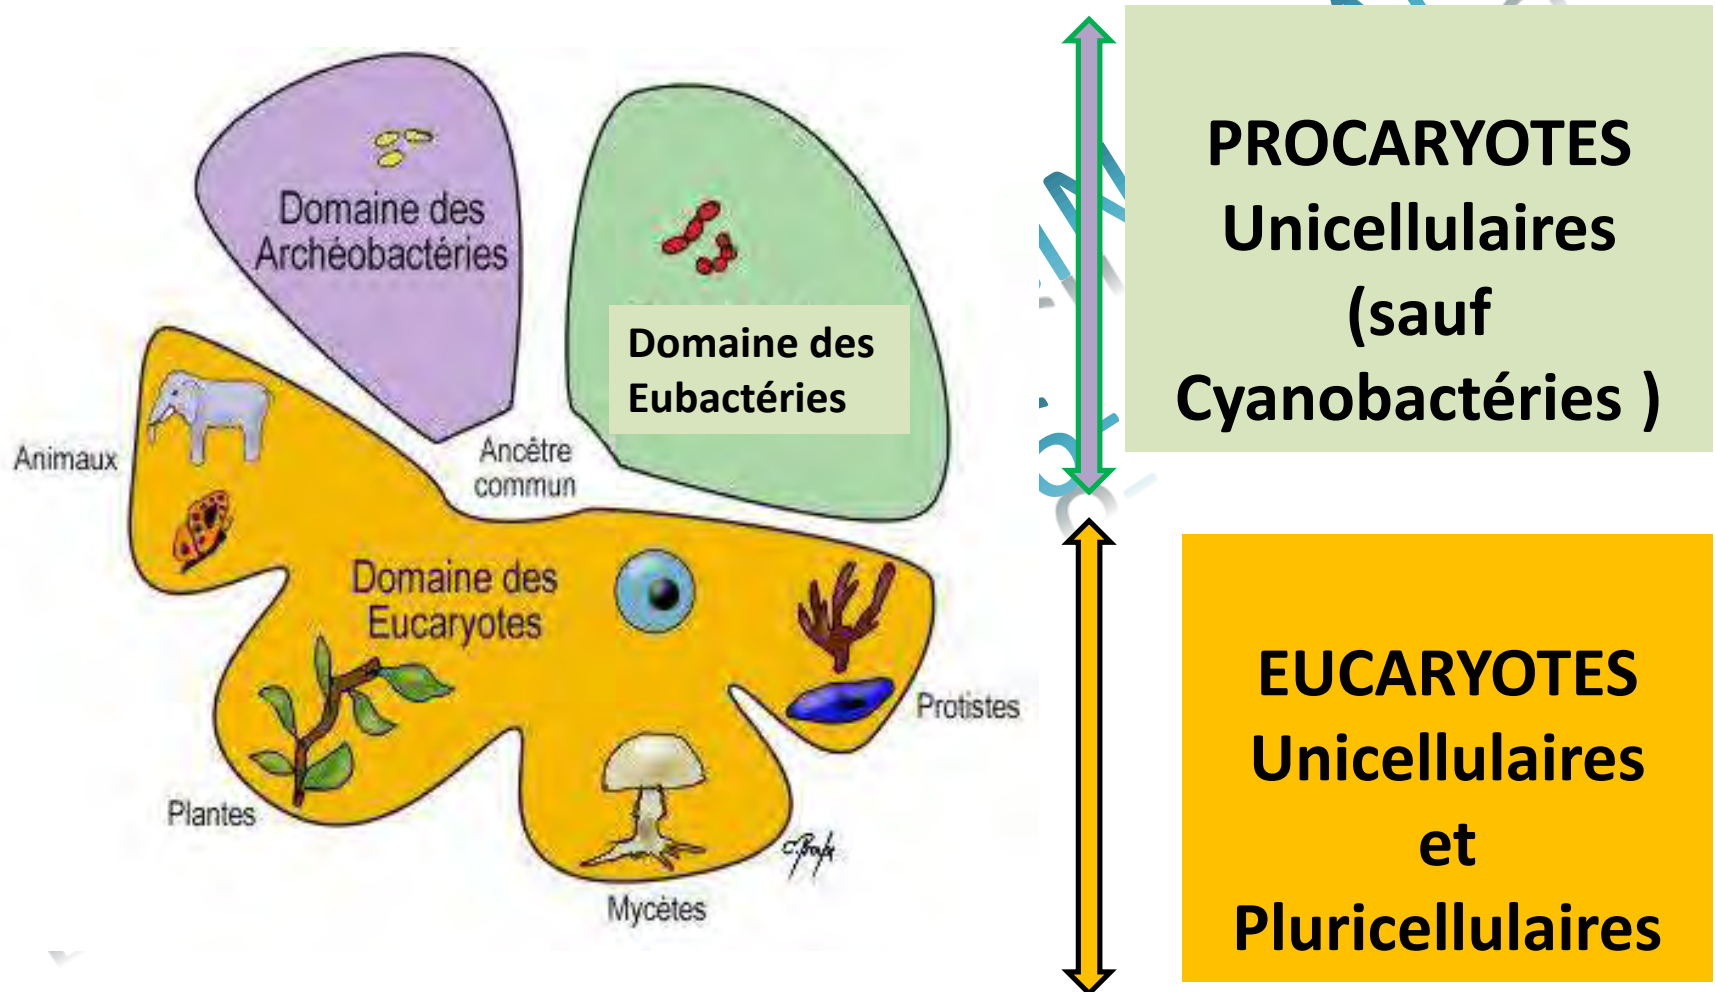 Domaine des
Archéobactéries
Domaine des
Eubactéries
Ancêtre
commun
Animaux
Domaine des
Eucaryotes
Protistes
Plantes
Mycètes
PROCARYOTES
Unicellulaires
(sauf
Cyanobactéries )
EUCARYOTES
Unicellulaires
et
Pluricellulaires